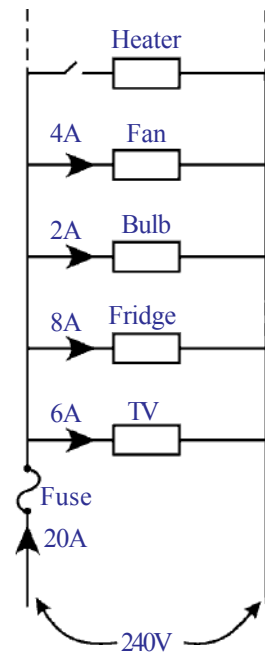 Heater
4A Fan
2A Bulb
8A Fridge
6A TV
Fuse
20A
240V